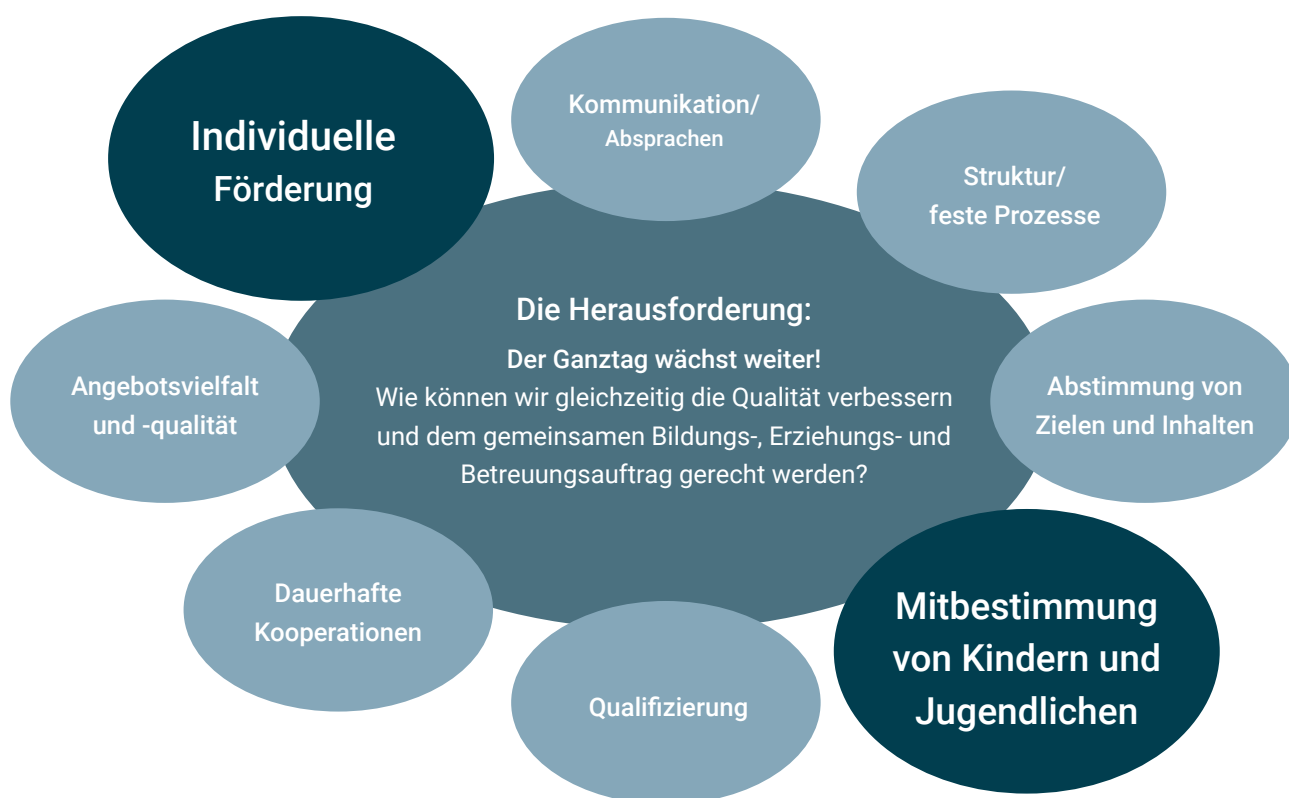 Individuelle
Förderung
Kommunikation/
Absprachen
Struktur/
feste Prozesse
Die Herausforderung:
Der Ganztag wächst weiter!
Wie können wir gleichzeitig die Qualität verbessern
und dem gemeinsamen Bildungs-, Erziehungs- und
Betreuungsauftrag gerecht werden?
Angebotsvielfalt
und -qualität
Abstimmung von
Zielen und Inhalten
Dauerhafte
Kooperationen
Qualifizierung
Mitbestimmung
von Kindern und
Jugendlichen